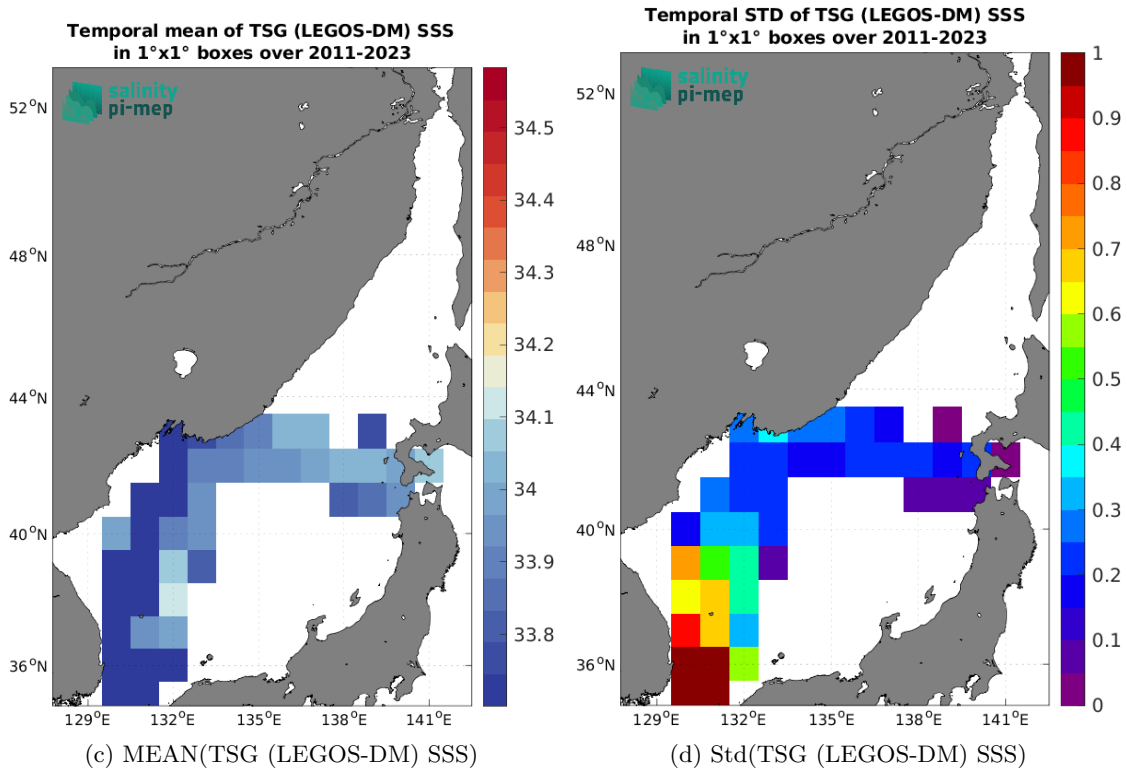 Temporal mean of TSG (LEGOS-DM) SSS
in 1°x1° boxes over 2011-2023
salinity
pi-mep
52°N
48°N
44°N
40°N
36°N
129°E 132°E 135°E 138°E 141°E
34.5
34.4
34.3
34.2
34.1
34
33.9
33.8
(c) MEAN(TSG (LEGOS-DM) SSS)
Temporal STD of TSG (LEGOS-DM) SSS
in 1°x1° boxes over 2011-2023
salinity
pi-mep
52°N
48°N
44°N
40°N
36°N
129°E 132°E 135°E 138°E 141°E
1
0.9
0.8
0.7
0.6
0.5
0.4
0.3
0.2
0.1
0
(d) Std(TSG (LEGOS-DM) SSS)